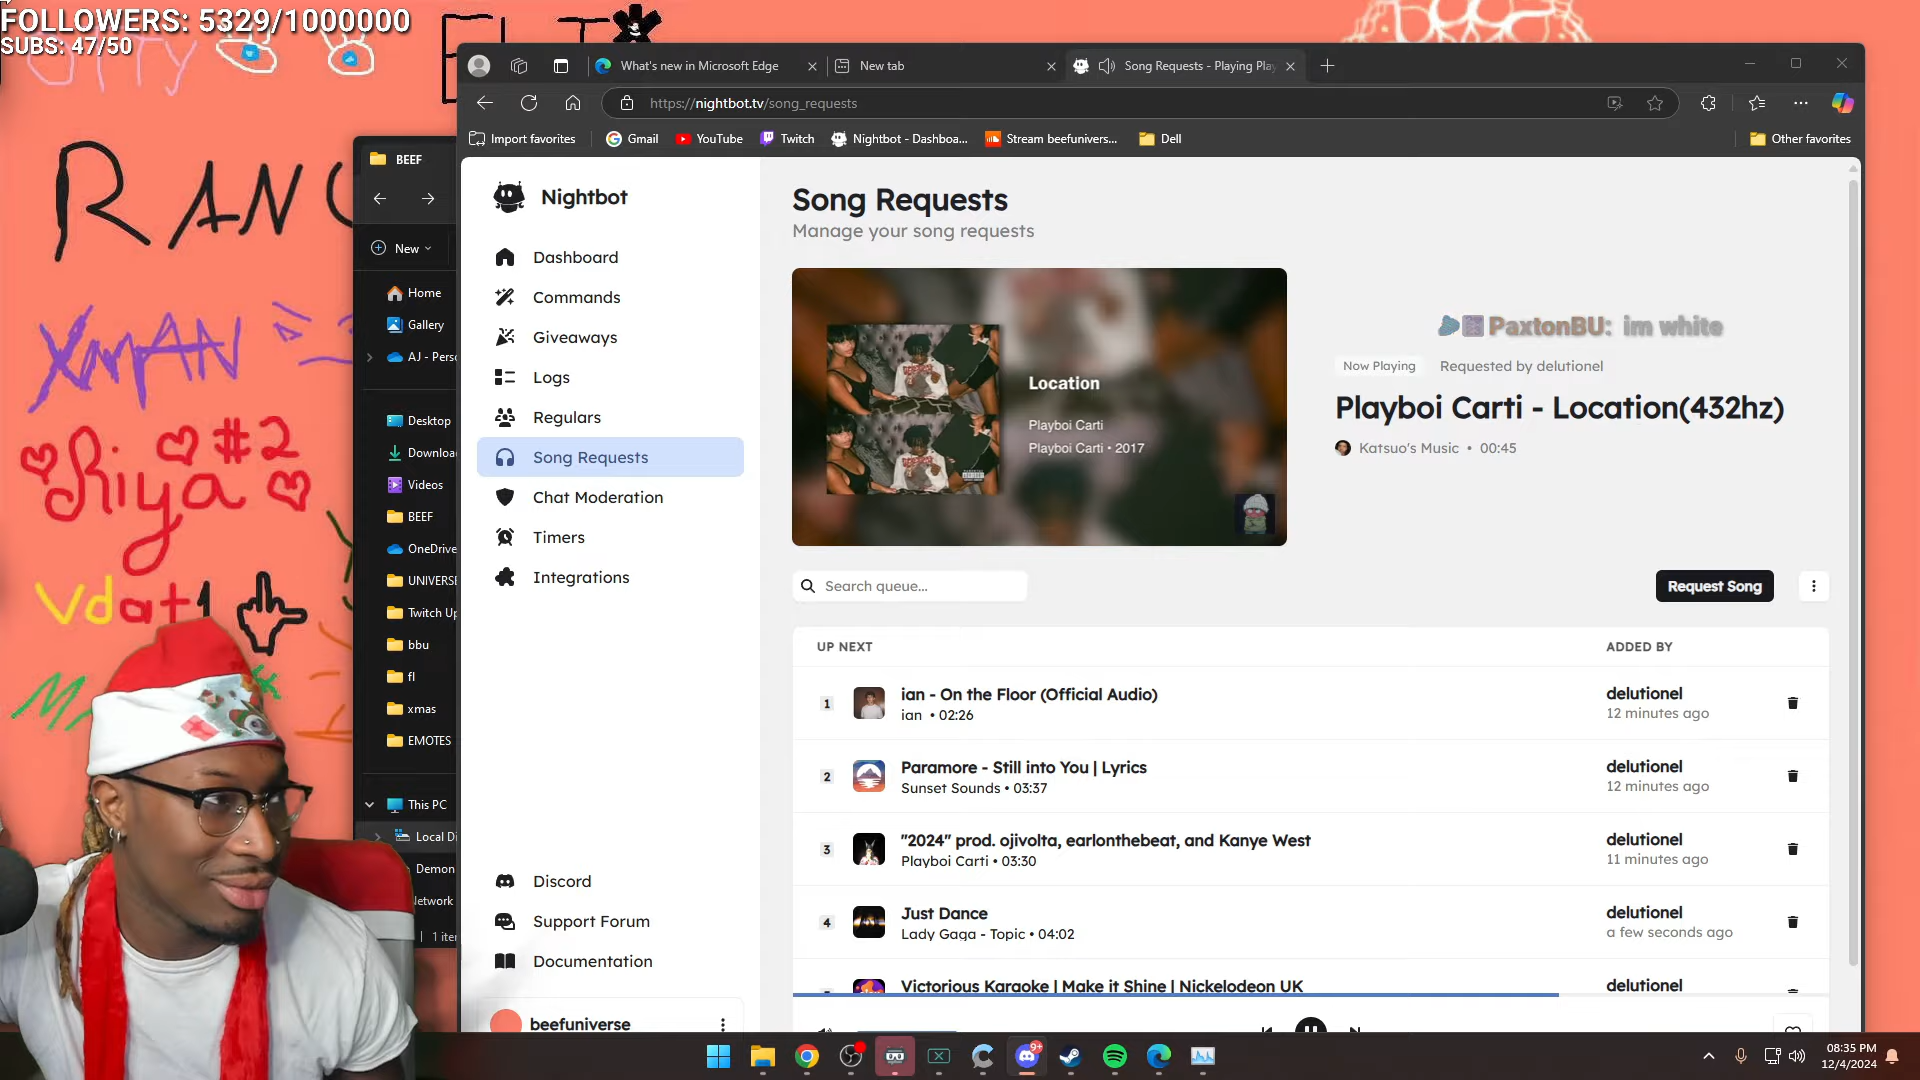 FOLLOWERS: 5329/1000000
SUBS: 47/50
RAN
XMAN
Riya #2
Vdat1
What's new in Microsoft Edge
New tab
Song Requests - Playing Pla
https://nightbot.tv/song_requests
Import favorites
Gmail
YouTube
Twitch
Nightbot - Dashboa...
Stream beefunivers...
Dell
Other favorites
BEEF
New
Home
Gallery
AJ - Perso
Desktop
Downloa
Videos
BEEF
OneDrive
UNIVERSE
Twitch Up
bbu
fl
xmas
EMOTES
This PC
Local Di
Demon
Network
1 ite
Nightbot
Dashboard
Commands
Giveaways
Logs
Regulars
Song Requests
Chat Moderation
Timers
Integrations
Discord
Support Forum
Documentation
beefuniverse
Song Requests
Manage your song requests
Location
Playboi Carti
Playboi Carti • 2017
PaxtonBU: im white
Now Playing
Requested by delutionel
Playboi Carti - Location(432hz)
Katsuo's Music • 00:45
Search queue...
Request Song
UP NEXT
ADDED BY
1
ian - On the Floor (Official Audio)
ian • 02:26
delutionel
12 minutes ago
2
Paramore - Still into You | Lyrics
Sunset Sounds • 03:37
delutionel
12 minutes ago
3
"2024" prod. ojivolta, earlonthebeat, and Kanye West
Playboi Carti • 03:30
delutionel
11 minutes ago
4
Just Dance
Lady Gaga - Topic • 04:02
delutionel
a few seconds ago
Victorious Karaoke | Make it Shine | Nickelodeon UK
delutionel
9+
08:35 PM
12/4/2024